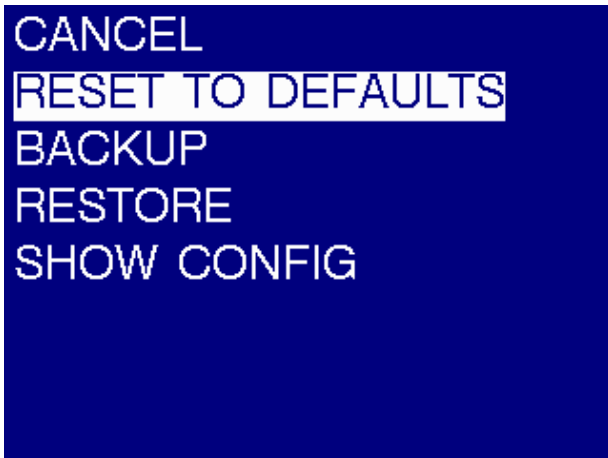 CANCEL
RESET TO DEFAULTS
BACKUP
RESTORE
SHOW CONFIG